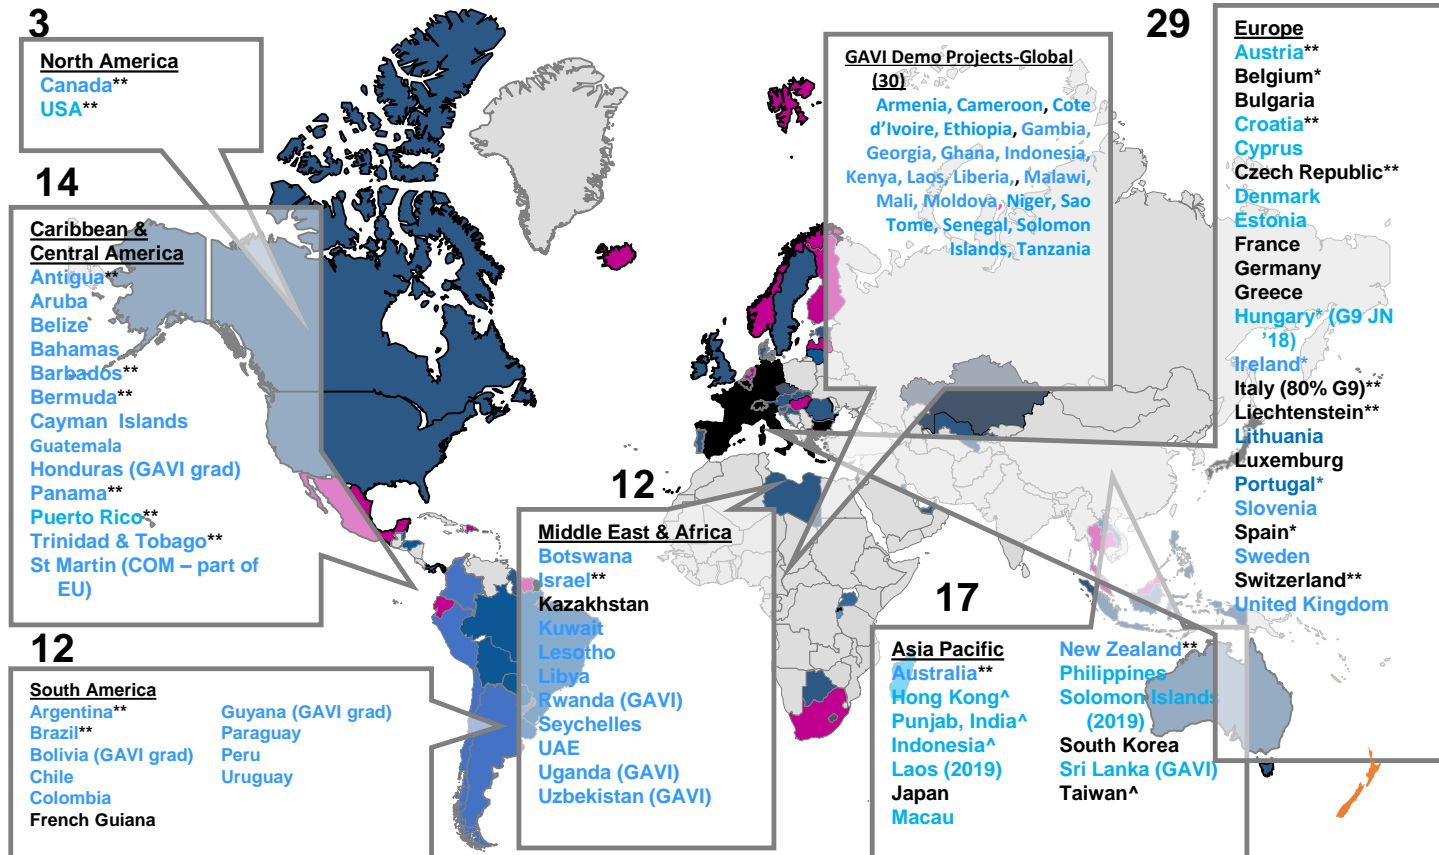 3
North America
Canada**
USA**
14
Caribbean &
Central America
Antigua**
Aruba
Belize
Bahamas
Barbados**
Bermuda**
Cayman Islands
Guatemala
Honduras (GAVI grad)
Panama**
Puerto Rico**
Trinidad & Tobago**
St Martin (COM – part of
EU)
12
South America
Argentina**
Brazil**
Bolivia (GAVI grad)
Chile
Colombia
French Guiana
Guyana (GAVI grad)
Paraguay
Peru
Uruguay
12
Middle East & Africa
Botswana
Israel**
Kazakhstan
Kuwait
Lesotho
Libya
Rwanda (GAVI)
Seychelles
UAE
Uganda (GAVI)
Uzbekistan (GAVI)
GAVI Demo Projects-Global
(30)
Armenia, Cameroon, Cote
d’Ivoire, Ethiopia, Gambia,
Georgia, Ghana, Indonesia,
Kenya, Laos, Liberia,, Malawi,
Mali, Moldova, Niger, Sao
Tome, Senegal, Solomon
Islands, Tanzania
17
Asia Pacific
Australia**
Hong Kong^
Punjab, India^
Indonesia^
Laos (2019)
Japan
Macau
New Zealand**
Philippines
Solomon Islands
(2019)
South Korea
Sri Lanka (GAVI)
Taiwan^
29
Europe
Austria**
Belgium*
Bulgaria
Croatia**
Cyprus
Czech Republic**
Denmark
Estonia
France
Germany
Greece
Hungary* (G9 JN
’18)
Ireland*
Italy (80% G9)**
Liechtenstein**
Lithuania
Luxemburg
Portugal*
Slovenia
Spain*
Sweden
Switzerland**
United Kingdom